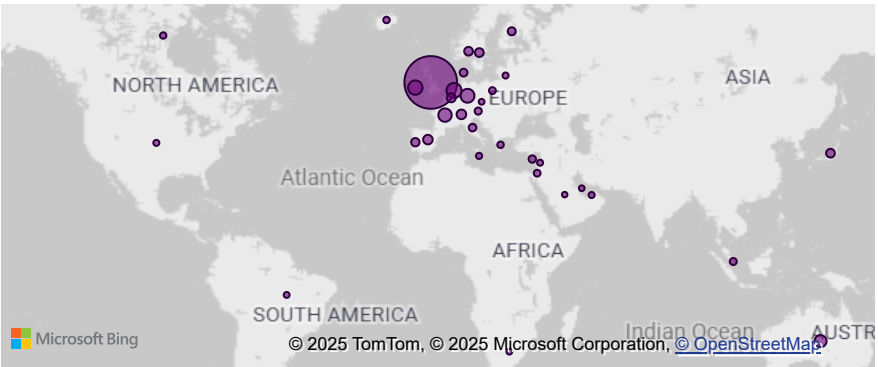 NORTH AMERICA
ASIA
EUROPE
Atlantic Ocean
AFRICA
SOUTH AMERICA
Indian Ocean
AUSTR
Microsoft Bing
© 2025 TomTom, © 2025 Microsoft Corporation, © OpenStreetMap